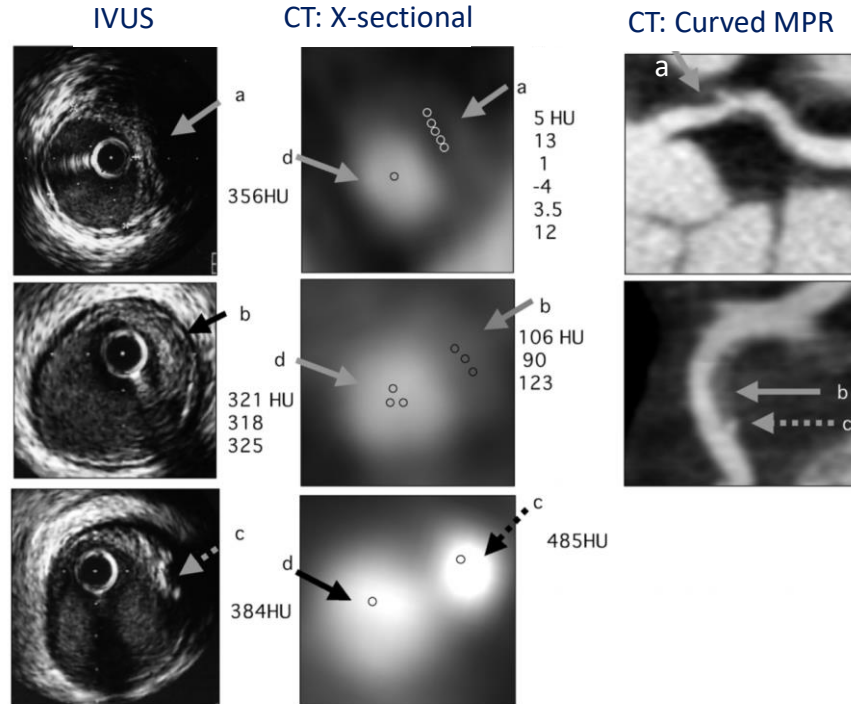 IVUS
CT: X-sectional
CT: Curved MPR
a
356HU
d
a
5 HU
13
1
-4
3.5
12
a
b
321 HU
318
325
d
b
106 HU
90
123
b
c
c
384HU
d
c
485HU